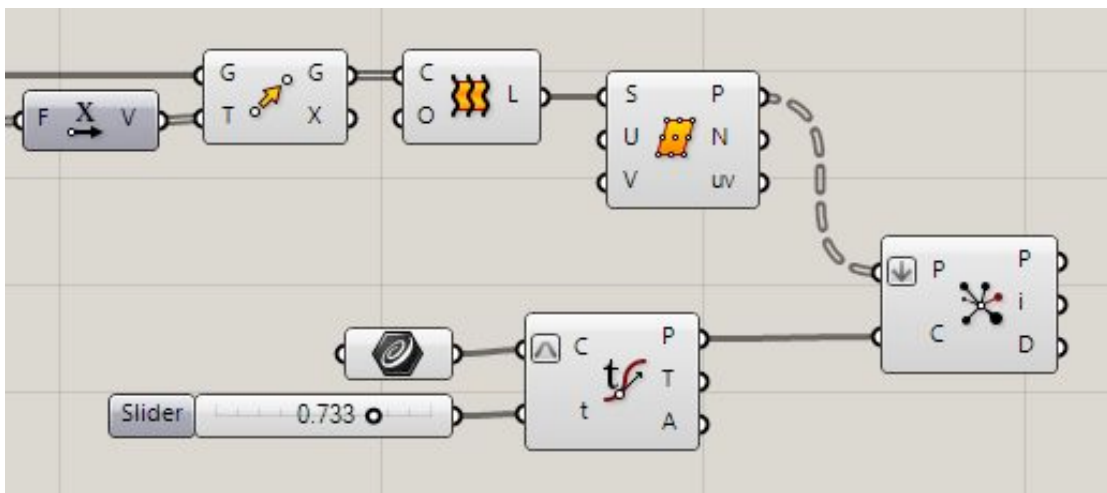 G G
T X
F X V
C L
O
S P
U N
V UV
P P
C i
D
C P
t T
A
t
Slider 0.733